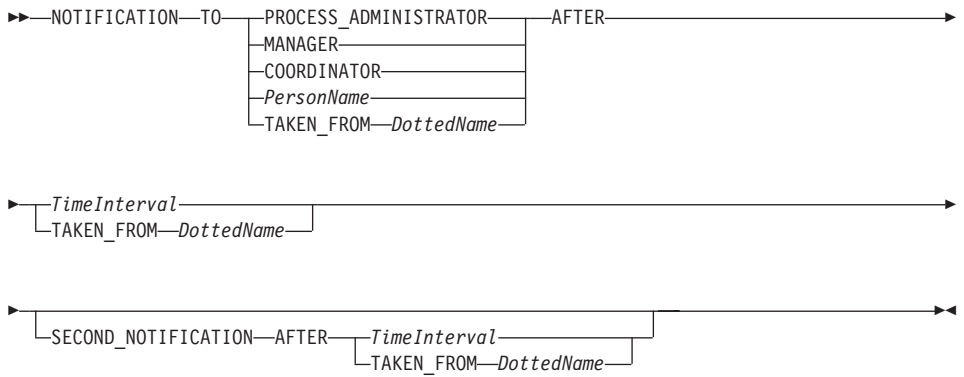 NOTIFICATION TO PROCESS_ADMINISTRATOR AFTER
MANAGER
COORDINATOR
PersonName
TAKEN_FROM DottedName
TimeInterval
TAKEN_FROM DottedName
SECOND_NOTIFICATION AFTER TimeInterval
TAKEN_FROM DottedName